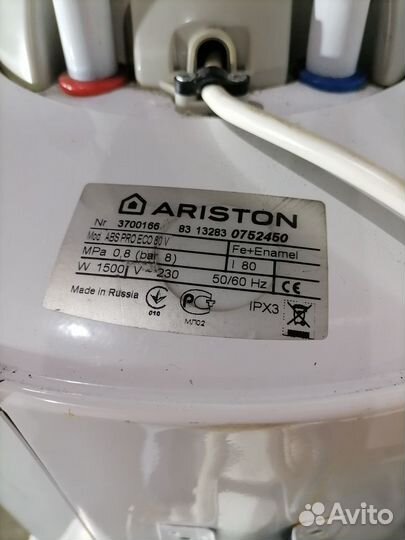 ARISTON
Nr 3700166 83 13283 0752450
Mod. ABS PRO ECO 80 V Fe+Enamel
MPa 0,8 (bar 8) l 80
W 1500 V ~ 230 50/60 Hz CE
Made in Russia 010 МЛ02 IPX3
Avito